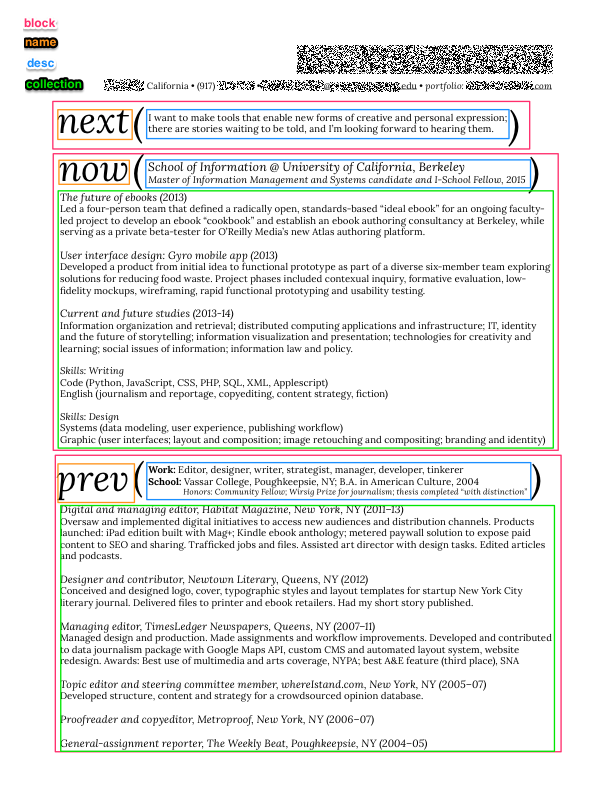 block
name
desc
collection
California • (917) edu • portfolio: .com
next ( I want to make tools that enable new forms of creative and personal expression;
there are stories waiting to be told, and I'm looking forward to hearing them. )
now ( School of Information @ University of California, Berkeley
Master of Information Management and Systems candidate and I-School Fellow, 2015 )
The future of ebooks (2013)
Led a four-person team that defined a radically open, standards-based “ideal ebook” for an ongoing faculty-
led project to develop an ebook “cookbook” and establish an ebook authoring consultancy at Berkeley, while
serving as a private beta-tester for O'Reilly Media's new Atlas authoring platform.
User interface design: Gyro mobile app (2013)
Developed a product from initial idea to functional prototype as part of a diverse six-member team exploring
solutions for reducing food waste. Project phases included contexual inquiry, formative evaluation, low-
fidelity mockups, wireframing, rapid functional prototyping and usability testing.
Current and future studies (2013-14)
Information organization and retrieval; distributed computing applications and infrastructure; IT, identity
and the future of storytelling; information visualization and presentation; technologies for creativity and
learning; social issues of information; information law and policy.
Skills: Writing
Code (Python, JavaScript, CSS, PHP, SQL, XML, Applescript)
English (journalism and reportage, copyediting, content strategy, fiction)
Skills: Design
Systems (data modeling, user experience, publishing workflow)
Graphic (user interfaces; layout and composition; image retouching and compositing; branding and identity)
prev ( Work: Editor, designer, writer, strategist, manager, developer, tinkerer
School: Vassar College, Poughkeepsie, NY; B.A. in American Culture, 2004
Honors: Community Fellow; Wirsig Prize for journalism; thesis completed “with distinction” )
Digital and managing editor, Habitat Magazine, New York, NY (2011–13)
Oversaw and implemented digital initiatives to access new audiences and distribution channels. Products
launched: iPad edition built with Mag+; Kindle ebook anthology; metered paywall solution to expose paid
content to SEO and sharing. Trafficked jobs and files. Assisted art director with design tasks. Edited articles
and podcasts.
Designer and contributor, Newtown Literary, Queens, NY (2012)
Conceived and designed logo, cover, typographic styles and layout templates for startup New York City
literary journal. Delivered files to printer and ebook retailers. Had my short story published.
Managing editor, TimesLedger Newspapers, Queens, NY (2007–11)
Managed design and production. Made assignments and workflow improvements. Developed and contributed
to data journalism package with Google Maps API, custom CMS and automated layout system, website
redesign. Awards: Best use of multimedia and arts coverage, NYPA; best A&E feature (third place), SNA
Topic editor and steering committee member, whereIstand.com, New York, NY (2005–07)
Developed structure, content and strategy for a crowdsourced opinion database.
Proofreader and copyeditor, Metroproof, New York, NY (2006–07)
General-assignment reporter, The Weekly Beat, Poughkeepsie, NY (2004–05)